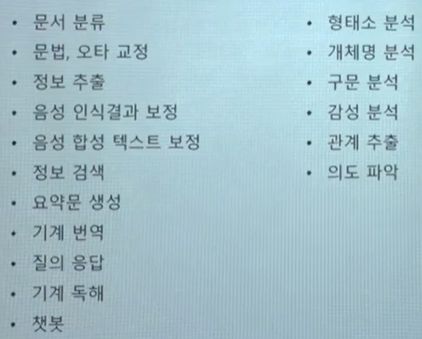 • 문서 분류
• 문법, 오타 교정
• 정보 추출
• 음성 인식결과 보정
• 음성 합성 텍스트 보정
• 정보 검색
• 요약문 생성
• 기계 번역
• 질의 응답
• 기계 독해
• 챗봇
• 형태소 분석
• 개체명 분석
• 구문 분석
• 감성 분석
• 관계 추출
• 의도 파악